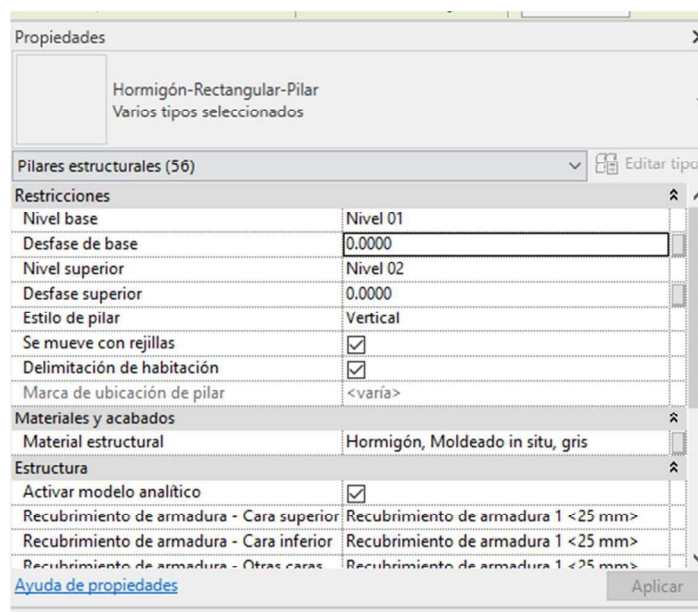 Propiedades
Hormigón-Rectangular-Pilar
Varios tipos seleccionados
Pilares estructurales (56)
Editar tipo
Restricciones
Nivel base Nivel 01
Desfase de base 0.0000
Nivel superior Nivel 02
Desfase superior 0.0000
Estilo de pilar Vertical
Se mueve con rejillas
Delimitación de habitación
Marca de ubicación de pilar <varía>
Materiales y acabados
Material estructural Hormigón, Moldeado in situ, gris
Estructura
Activar modelo analítico
Recubrimiento de armadura - Cara superior Recubrimiento de armadura 1 <25 mm>
Recubrimiento de armadura - Cara inferior Recubrimiento de armadura 1 <25 mm>
Recubrimiento de armadura - Otras caras Recubrimiento de armadura 1 <25 mm>
Ayuda de propiedades Aplicar